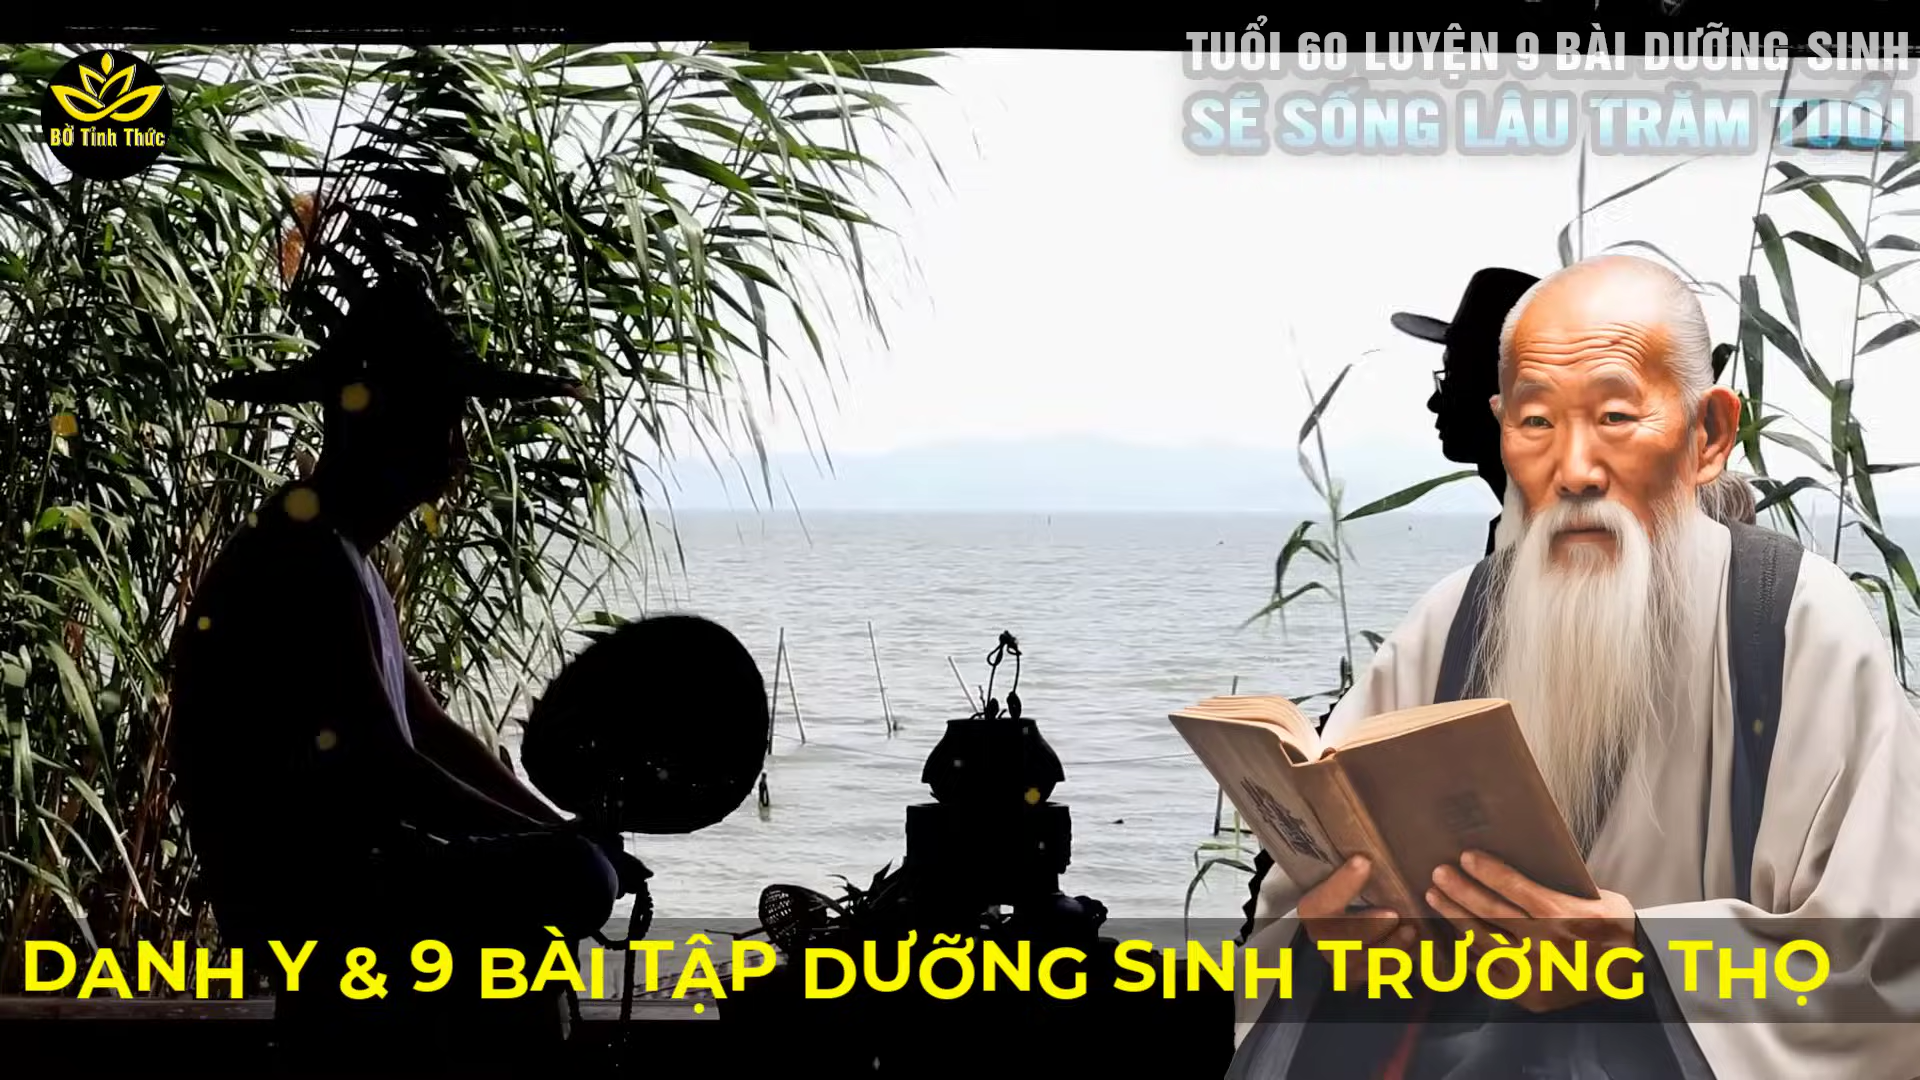 TUỔI 60 LUYỆN 9 BÀI DƯỠNG SINH
SẼ SỐNG LÂU TRĂM TUỔI
BỜ Tỉnh Thức
DANH Y & 9 BÀI TẬP DƯỠNG SINH TRƯỜNG THỌ